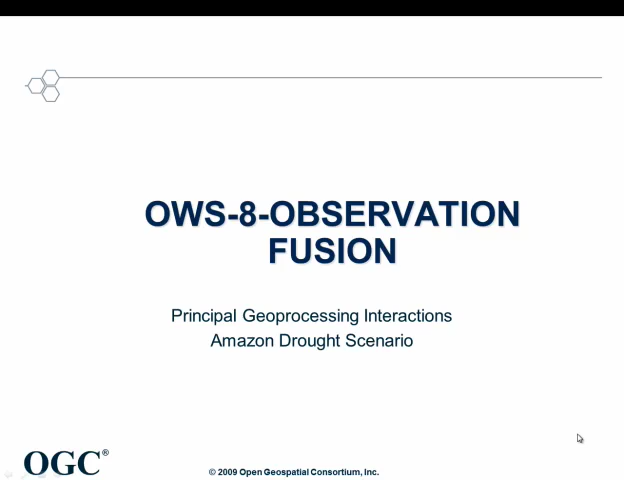 OWS-8-OBSERVATION
FUSION
Principal Geoprocessing Interactions
Amazon Drought Scenario
OGC®
© 2009 Open Geospatial Consortium, Inc.